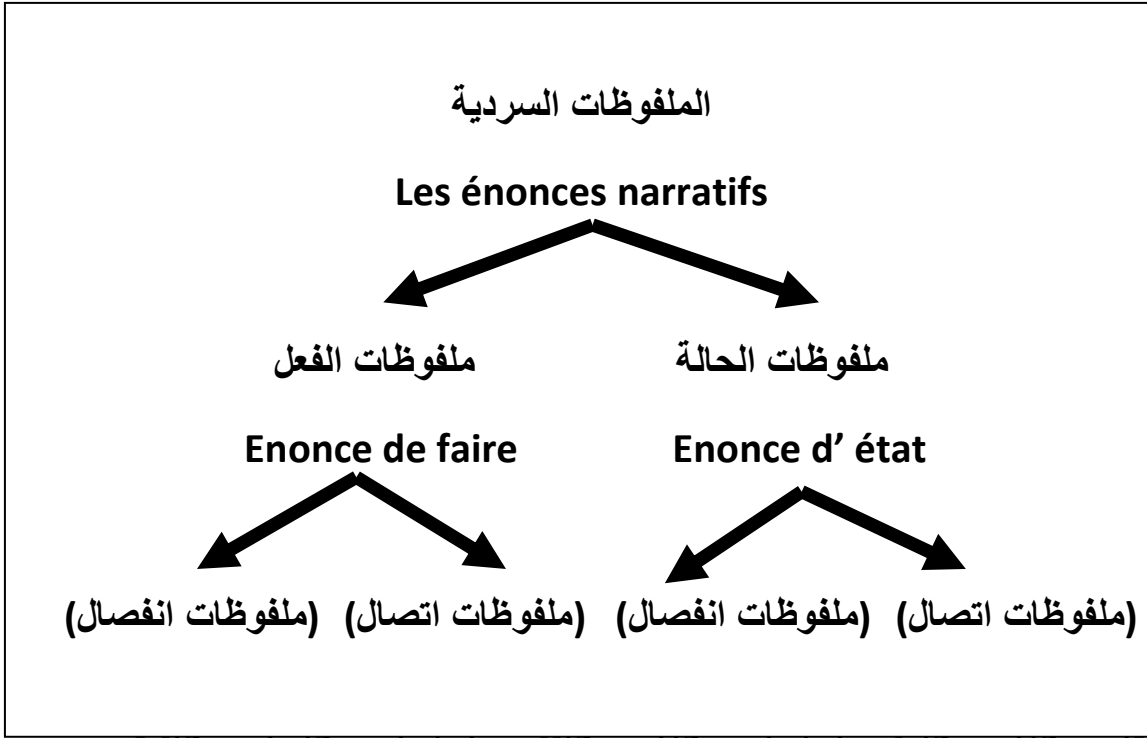 الملفوظات السردية
Les énonces narratifs
ملفوظات الحالة
ملفوظات الفعل
Enonce d’ état
Enonce de faire
(ملفوظات اتصال) (ملفوظات انفصال) (ملفوظات اتصال) (ملفوظات انفصال)